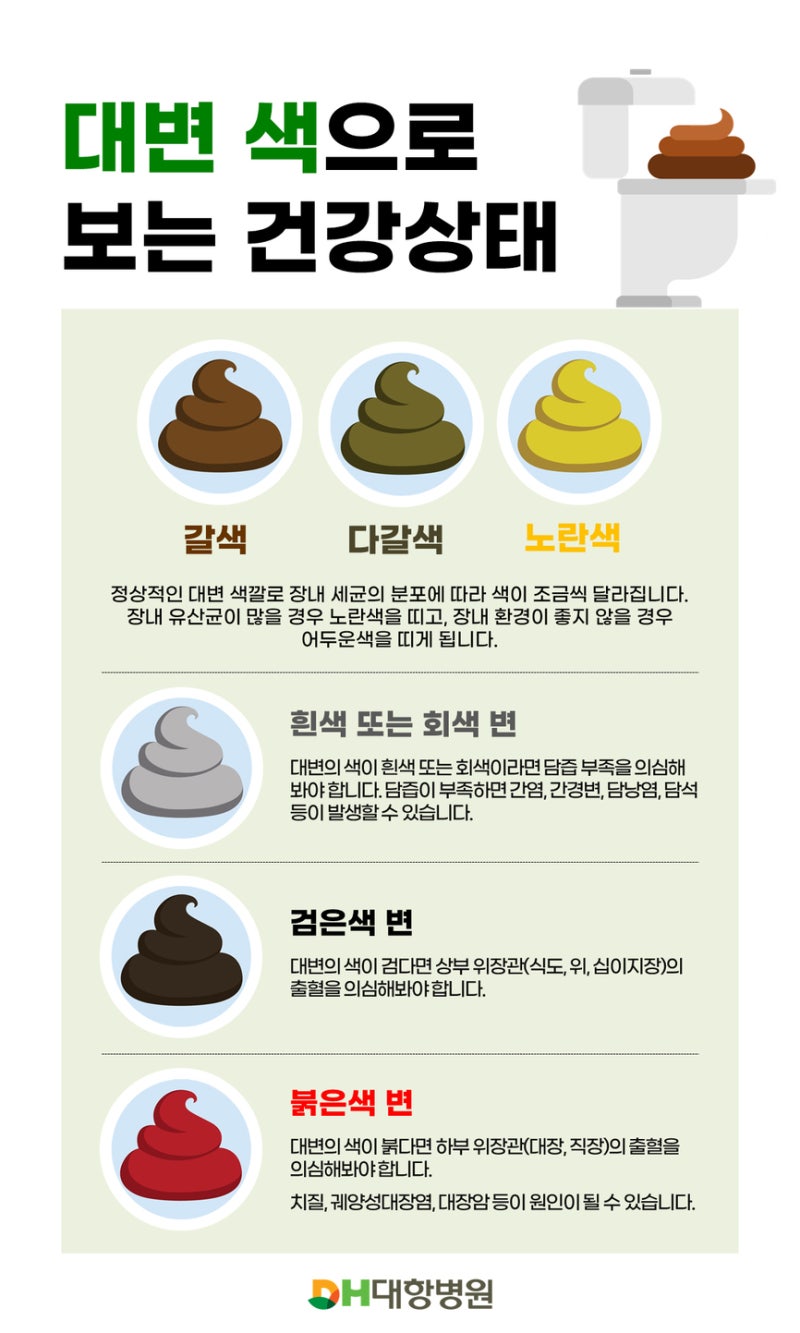 대변 색으로
보는 건강상태
갈색
다갈색
노란색
정상적인 대변 색깔로 장내 세균의 분포에 따라 색이 조금씩 달라집니다.
장내 유산균이 많을 경우 노란색을 띠고, 장내 환경이 좋지 않을 경우
어두운색을 띠게 됩니다.
흰색 또는 회색 변
대변의 색이 흰색 또는 회색이라면 담즙 부족을 의심해
봐야 합니다. 담즙이 부족하면 간염, 간경변, 담낭염, 담석
등이 발생할 수 있습니다.
검은색 변
대변의 색이 검다면 상부 위장관(식도, 위, 십이지장)의
출혈을 의심해봐야 합니다.
붉은색 변
대변의 색이 붉다면 하부 위장관(대장, 직장)의 출혈을
의심해봐야 합니다.
치질, 궤양성대장염, 대장암 등이 원인이 될 수 있습니다.
DH대항병원